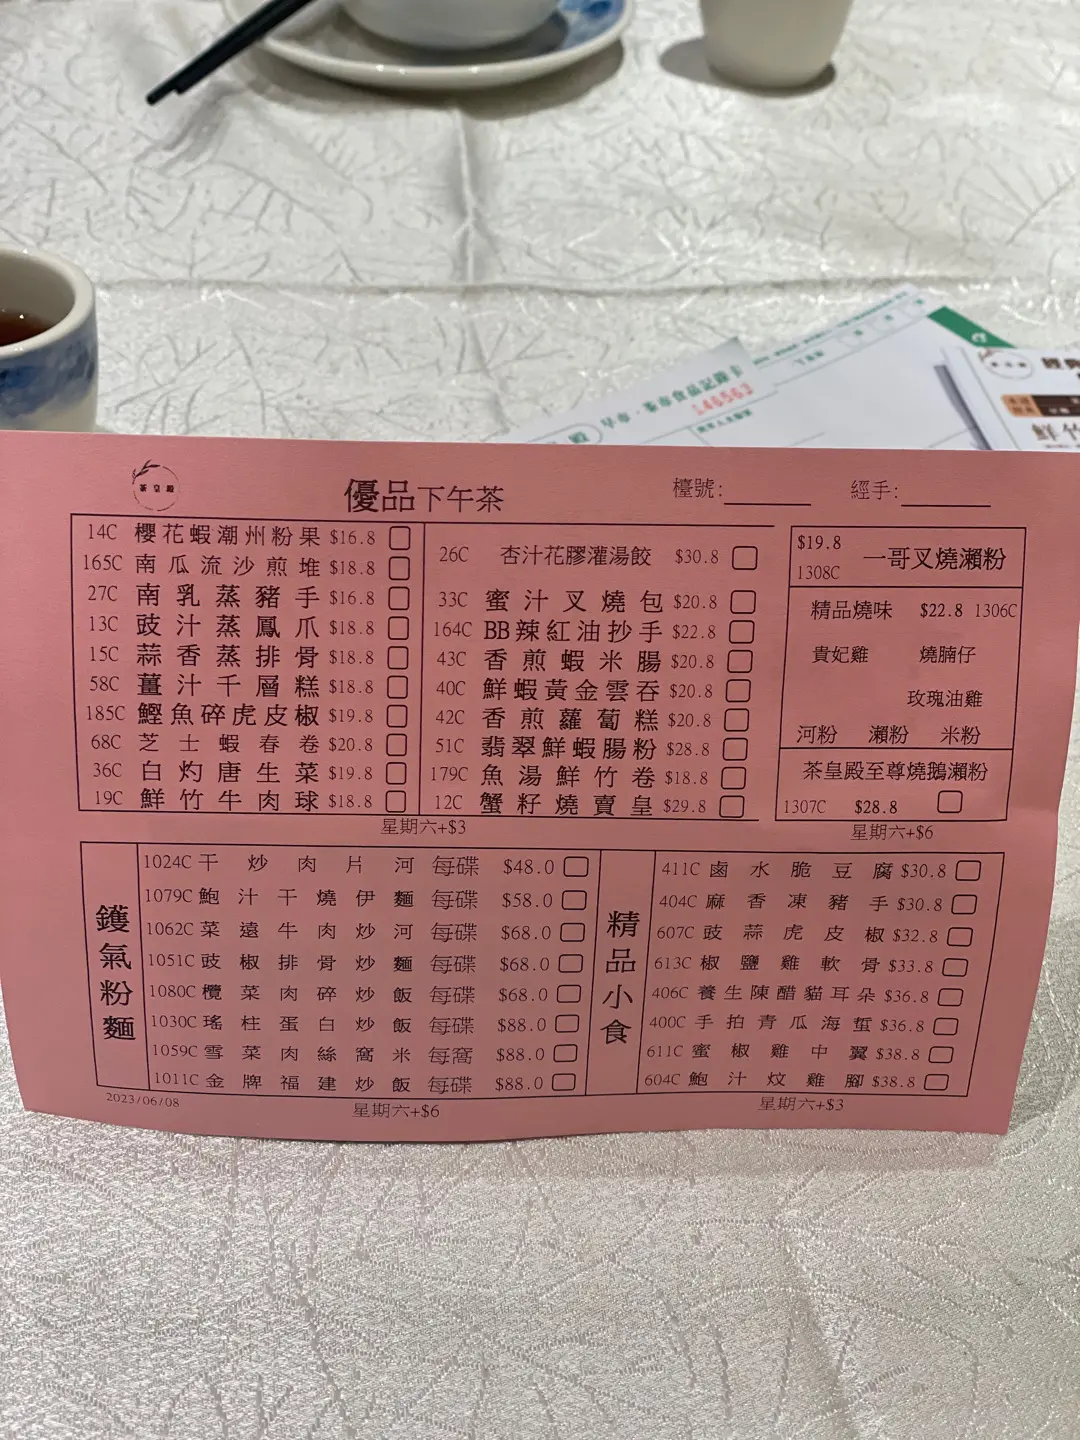 早市．茶市食品記錄卡
46563
鮮竹
茶皇殿
優品下午茶
檯號:
經手:
14C 櫻花蝦潮州粉果 $16.8
165C 南瓜流沙煎堆 $18.8
27C 南乳蒸豬手 $16.8
13C 豉汁蒸鳳爪 $18.8
15C 蒜香蒸排骨 $18.8
58C 薑汁千層糕 $18.8
185C 鰹魚碎虎皮椒 $19.8
68C 芝士蝦春卷 $20.8
36C 白灼唐生菜 $19.8
19C 鮮竹牛肉球 $18.8
26C 杏汁花膠灌湯餃 $30.8
33C 蜜汁叉燒包 $20.8
164C BB辣紅油抄手 $22.8
43C 香煎蝦米腸 $20.8
40C 鮮蝦黃金雲吞 $20.8
42C 香煎蘿蔔糕 $20.8
51C 翡翠鮮蝦腸粉 $28.8
179C 魚湯鮮竹卷 $18.8
12C 蟹籽燒賣皇 $29.8
星期六+$3
$19.8
1308C 一哥叉燒瀨粉
精品燒味 $22.8 1306C
貴妃雞 燒腩仔
玫瑰油雞
河粉 瀨粉 米粉
茶皇殿至尊燒鵝瀨粉
1307C $28.8
星期六+$6
鑊氣粉麵
1024C 干炒肉片河 每碟 $48.0
1079C 鮑汁干燒伊麵 每碟 $58.0
1062C 菜遠牛肉炒河 每碟 $68.0
1051C 豉椒排骨炒麵 每碟 $68.0
1080C 欖菜肉碎炒飯 每碟 $68.0
1030C 瑤柱蛋白炒飯 每碟 $88.0
1059C 雪菜肉絲窩米 每窩 $88.0
1011C 金牌福建炒飯 每碟 $88.0
星期六+$6
精品小食
411C 鹵水脆豆腐 $30.8
404C 麻香凍豬手 $30.8
607C 豉蒜虎皮椒 $32.8
613C 椒鹽雞軟骨 $33.8
406C 養生陳醋貓耳朵 $36.8
400C 手拍青瓜海蜇 $36.8
611C 蜜椒雞中翼 $38.8
604C 鮑汁炆雞腳 $38.8
星期六+$3
2023/06/08